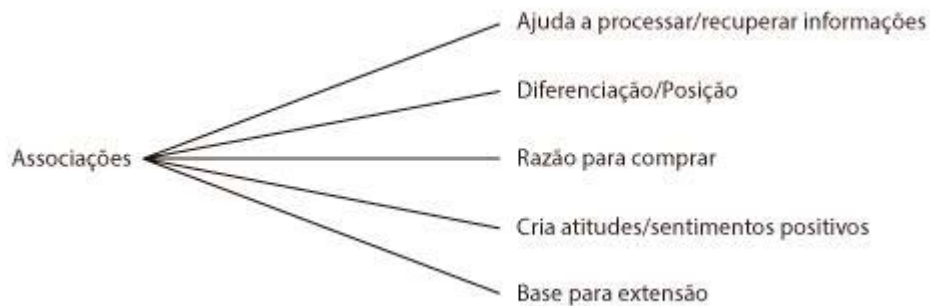 Ajuda a processar/recuperar informações
Diferenciação/Posição
Associações
Razão para comprar
Cria atitudes/sentimentos positivos
Base para extensão